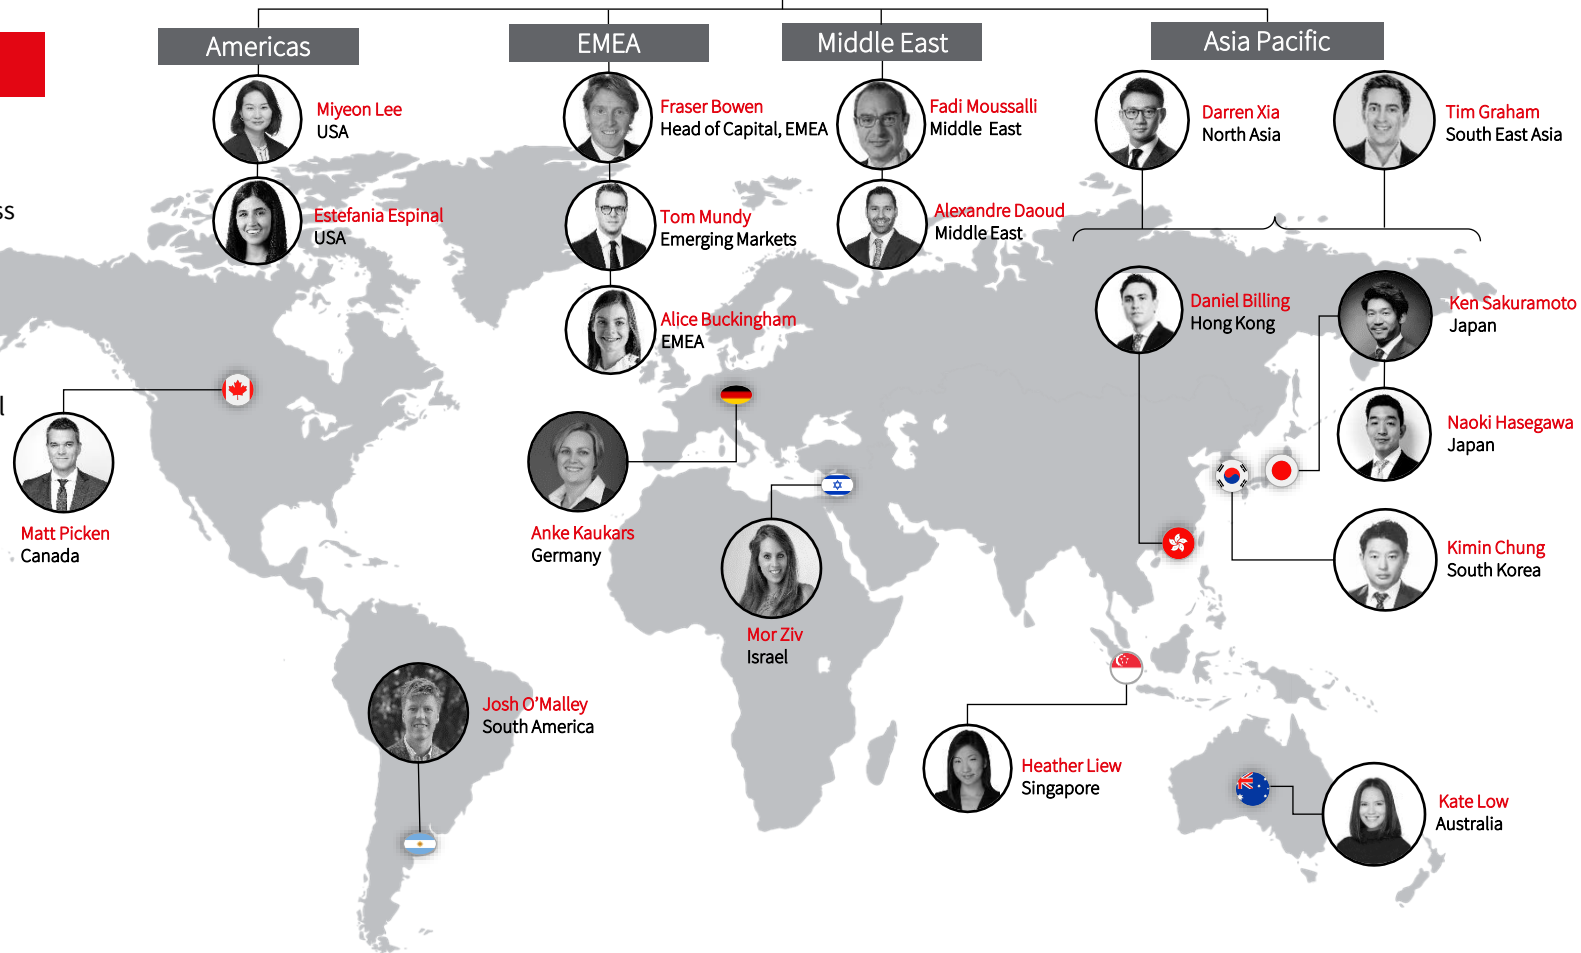 Americas
EMEA
Middle East
Asia Pacific
Miyeon Lee
USA
Estefania Espinal
USA
Fraser Bowen
Head of Capital, EMEA
Tom Mundy
Emerging Markets
Alice Buckingham
EMEA
Fadi Moussalli
Middle East
Alexandre Daoud
Middle East
Darren Xia
North Asia
Tim Graham
South East Asia
Daniel Billing
Hong Kong
Ken Sakuramoto
Japan
Naoki Hasegawa
Japan
Kimin Chung
South Korea
Matt Picken
Canada
Anke Kaukars
Germany
Mor Ziv
Israel
Josh O’Malley
South America
Heather Liew
Singapore
Kate Low
Australia